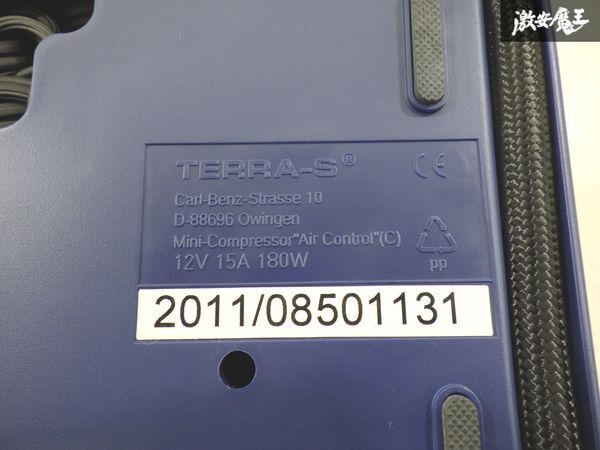 激安魔王
TERRA-S®
CE
Carl-Benz-Strasse 10
D-88696 Owingen
Mini-Compressor"Air Control"(C)
12V 15A 180W
pp
2011/08501131